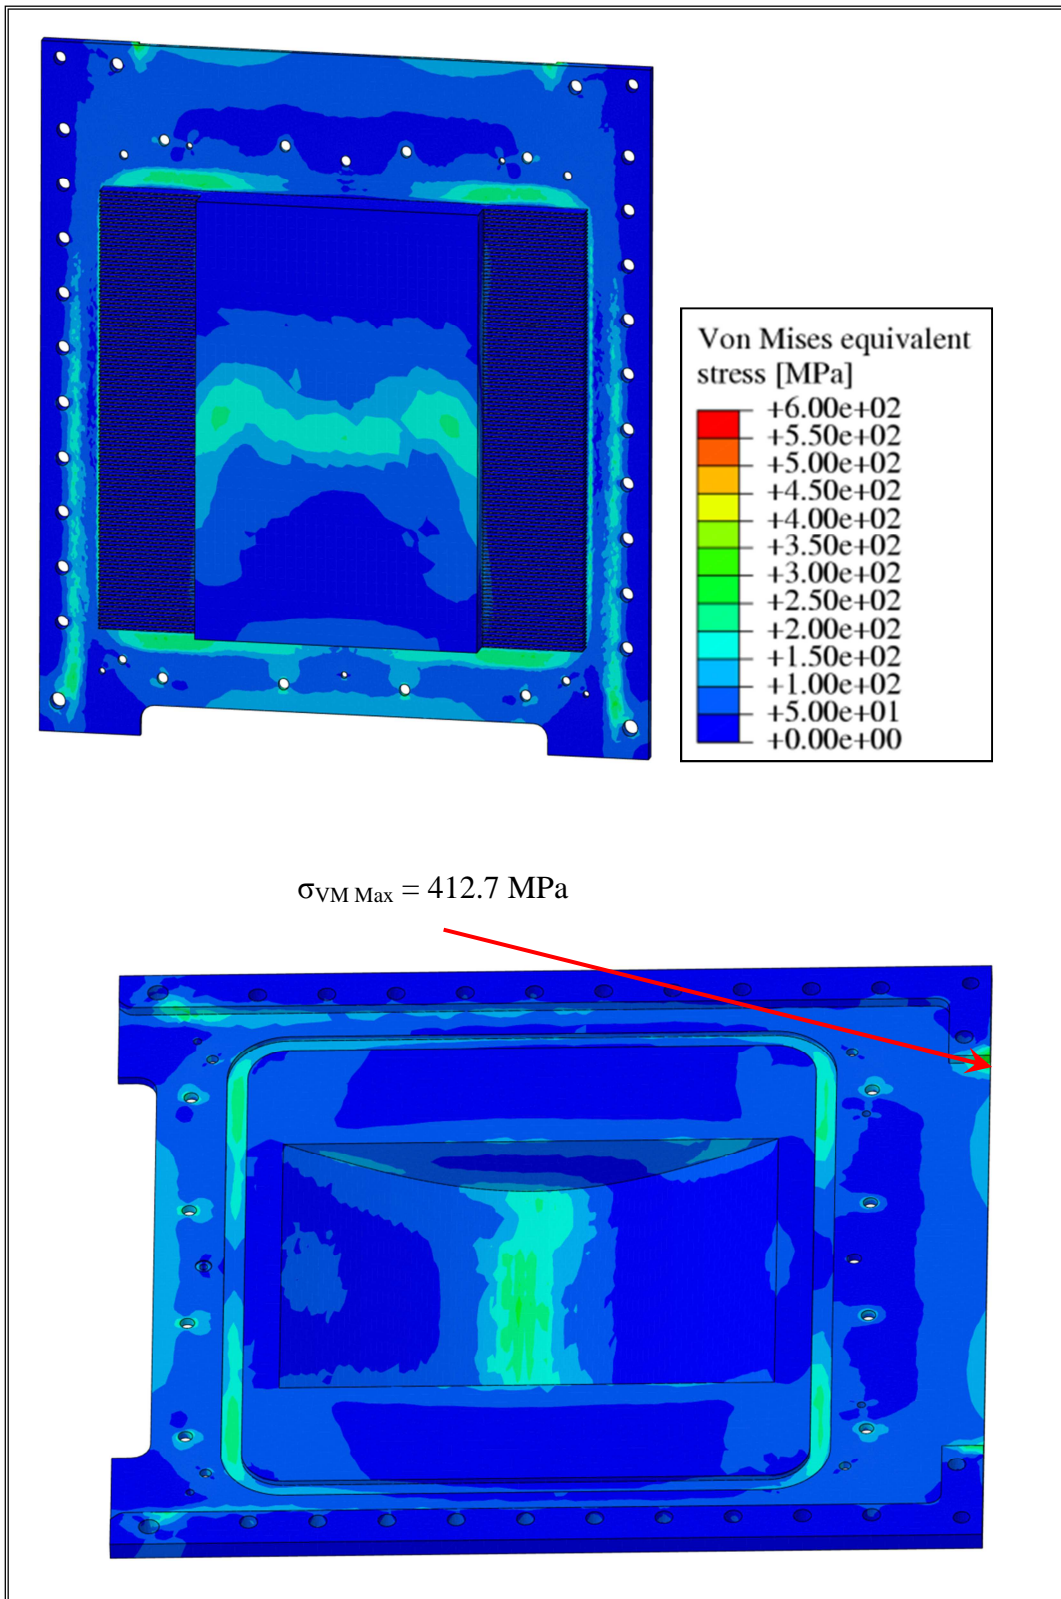 Von Mises equivalent
stress [MPa]
+6.00e+02
+5.50e+02
+5.00e+02
+4.50e+02
+4.00e+02
+3.50e+02
+3.00e+02
+2.50e+02
+2.00e+02
+1.50e+02
+1.00e+02
+5.00e+01
+0.00e+00
σVM Max = 412.7 MPa